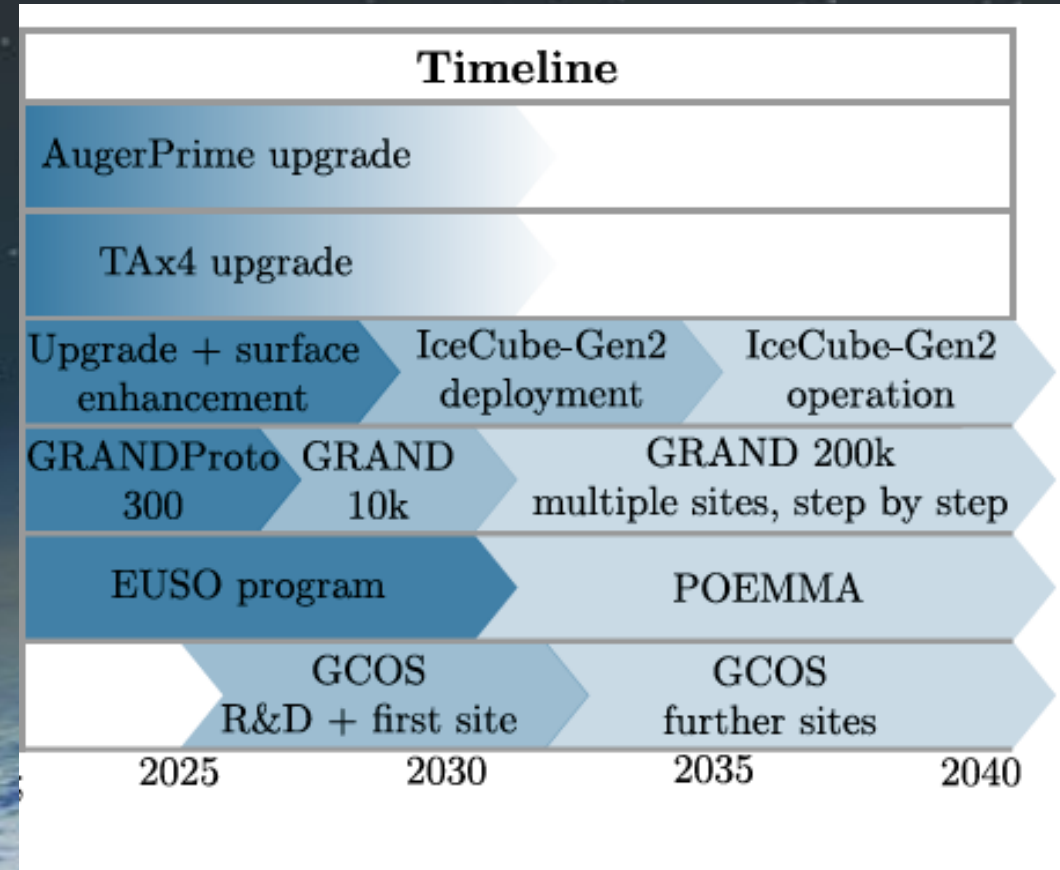 Timeline
AugerPrime upgrade
TAx4 upgrade
Upgrade + surface
enhancement
IceCube-Gen2
deployment
IceCube-Gen2
operation
GRANDProto
300
GRAND
10k
GRAND 200k
multiple sites, step by step
EUSO program
POEMMA
GCOS
R&D + first site
GCOS
further sites
2025 2030 2035 2040